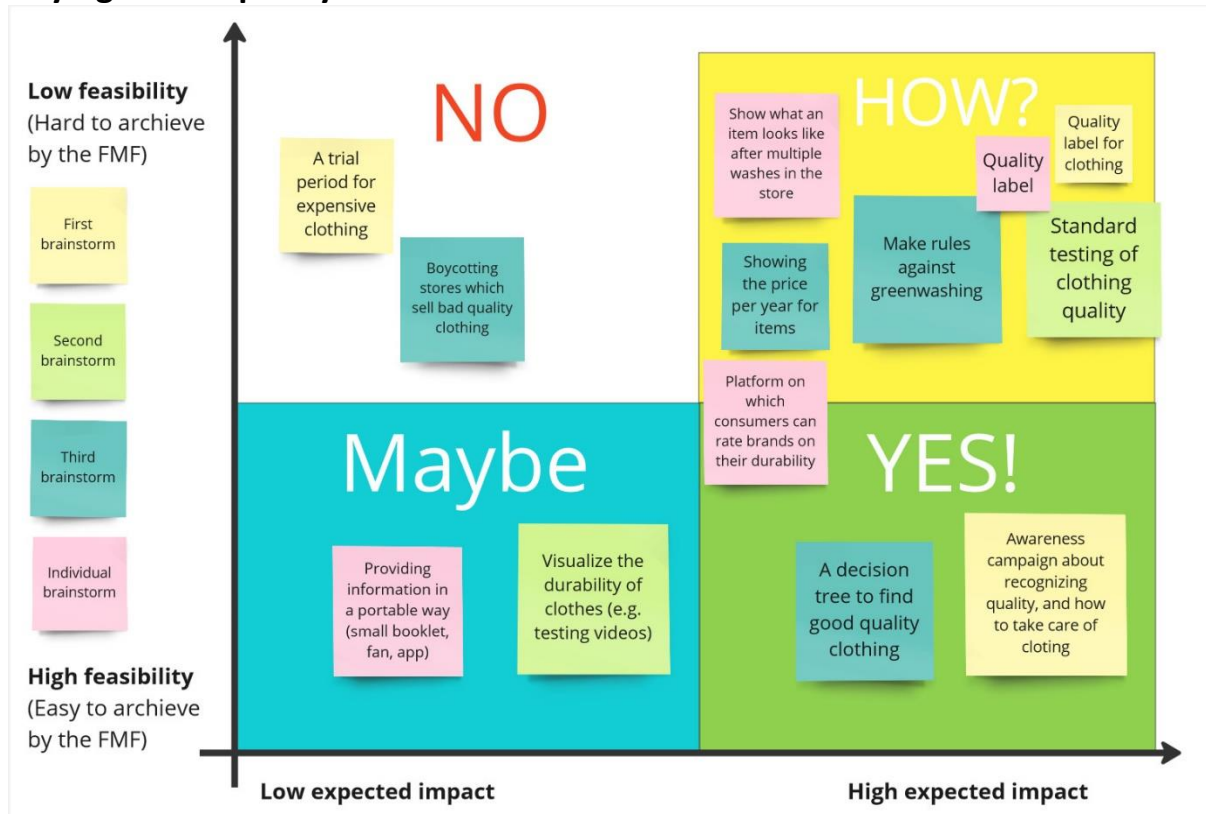 Low feasibility
(Hard to archieve
by the FMF)
First
brainstorm
Second
brainstorm
Third
brainstorm
Individual
brainstorm
High feasibility
(Easy to archieve
by the FMF)
NO
A trial
period for
expensive
clothing
Boycotting
stores which
sell bad quality
clothing
HOW?
Show what an
item looks like
after multiple
washes in the
store
Quality
label
Quality
label for
clothing
Showing
the price
per year for
items
Make rules
against
greenwashing
Standard
testing of
clothing
quality
Platform on
which
consumers can
rate brands on
their durability
Maybe
Providing
information in
a portable way
(small booklet,
fan, app)
Visualize the
durability of
clothes (e.g.
testing videos)
YES!
A decision
tree to find
good quality
clothing
Awareness
campaign about
recognizing
quality, and how
to take care of
cloting
Low expected impact
High expected impact